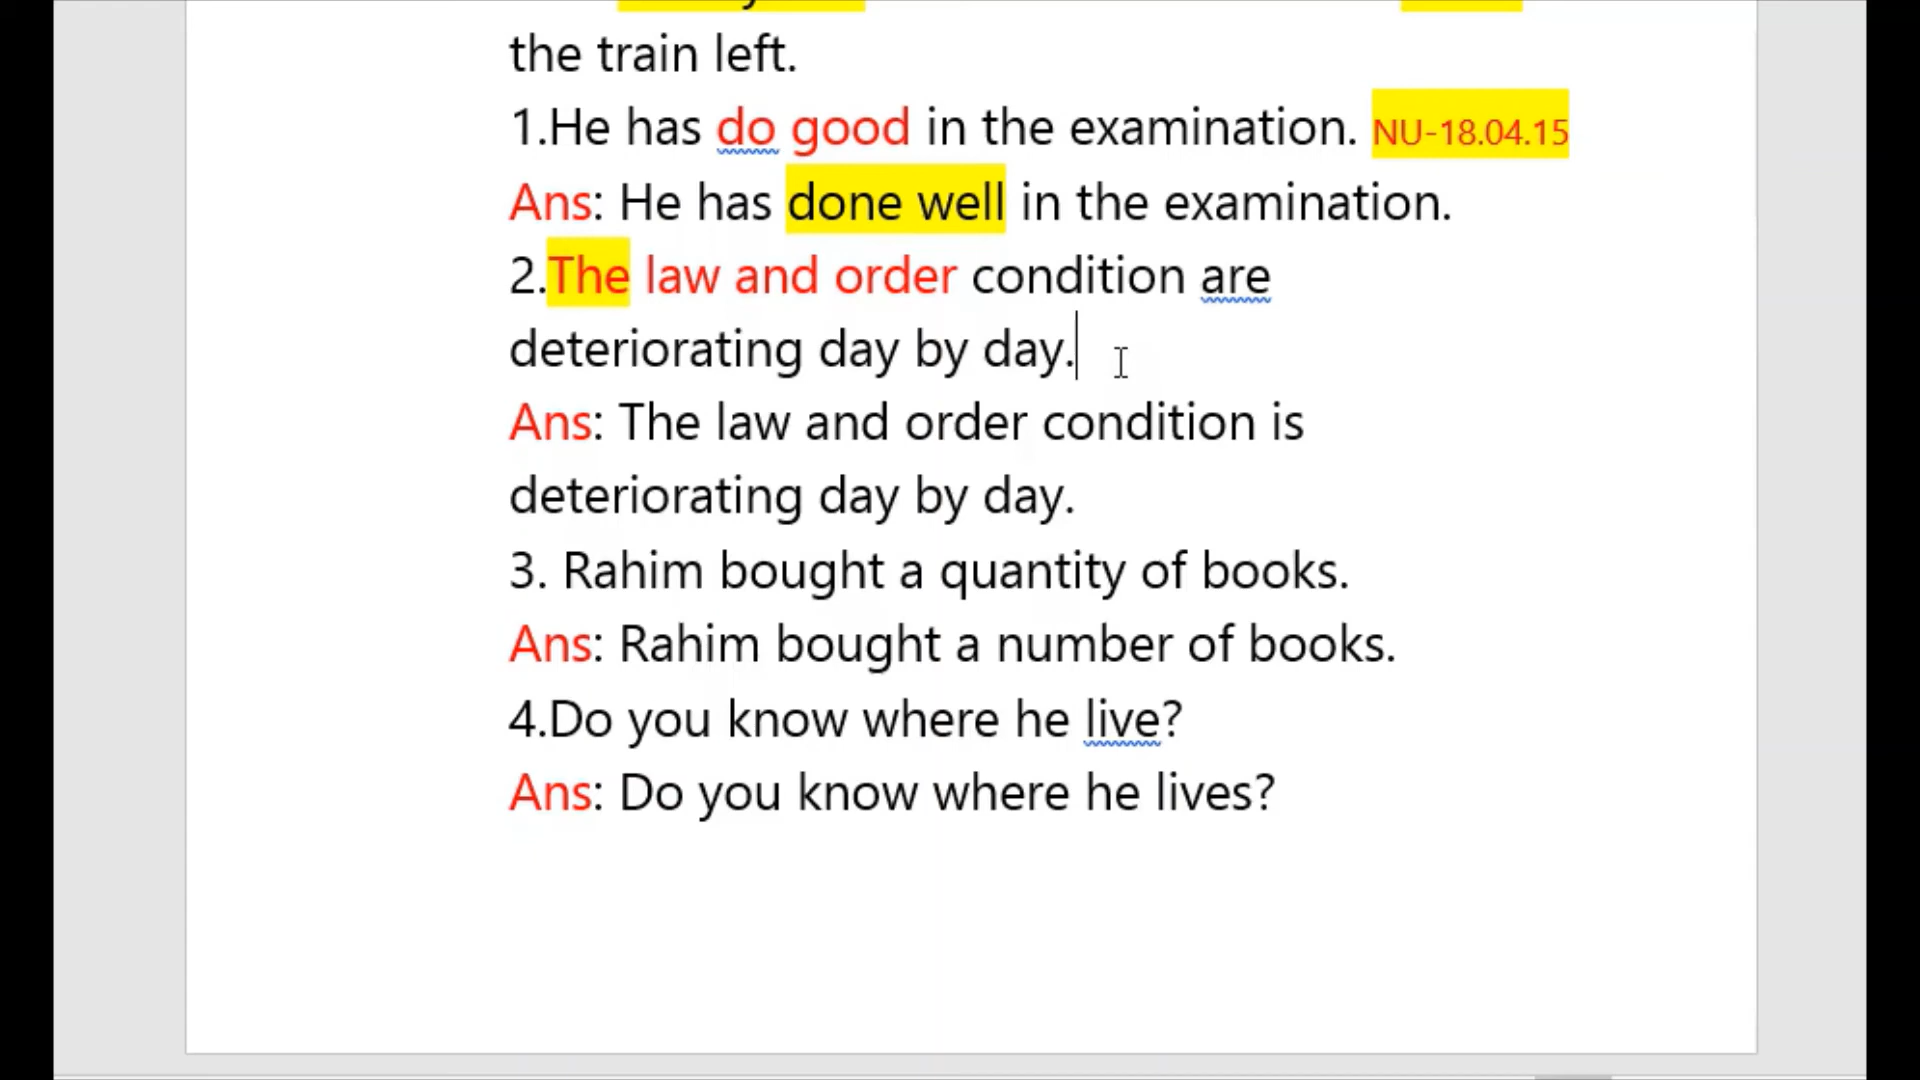 the train left.
1.He has do good in the examination. NU-18.04.15
Ans: He has done well in the examination.
2.The law and order condition are
deteriorating day by day.
Ans: The law and order condition is
deteriorating day by day.
3. Rahim bought a quantity of books.
Ans: Rahim bought a number of books.
4.Do you know where he live?
Ans: Do you know where he lives?